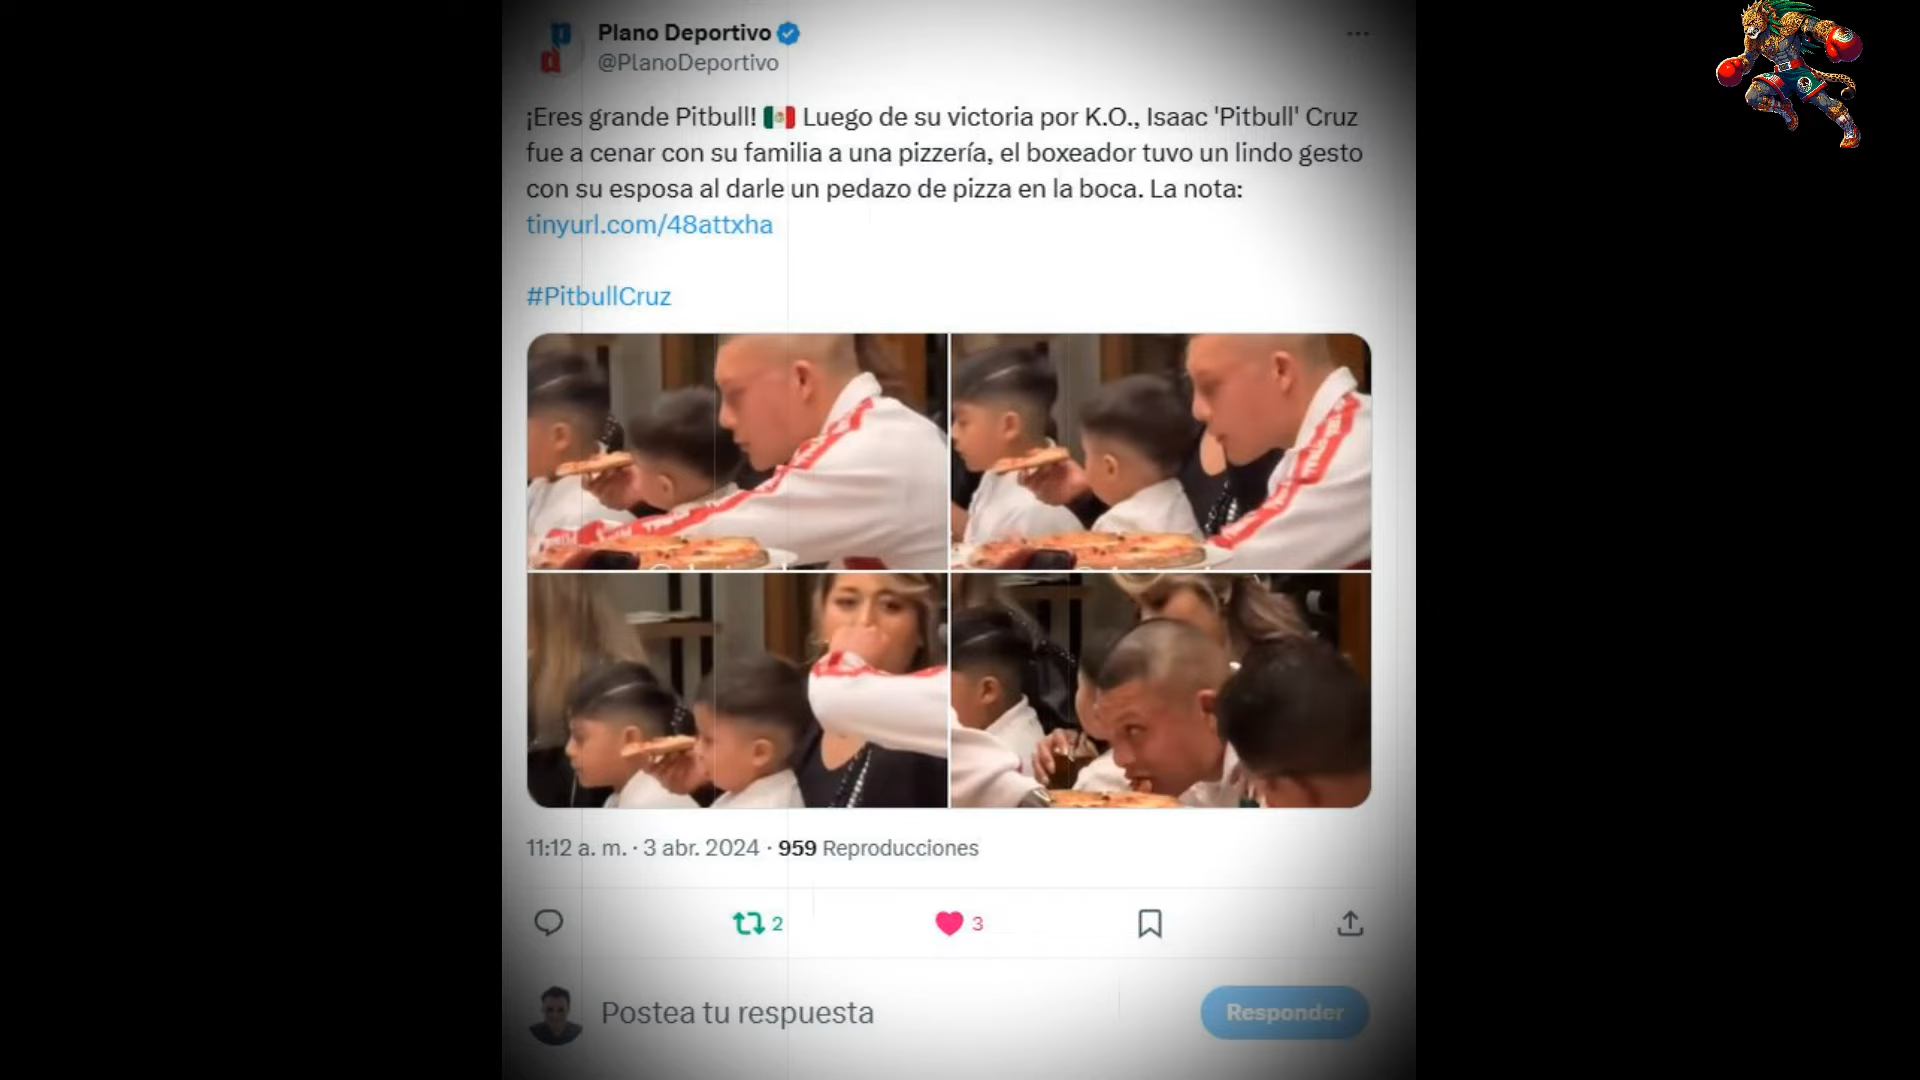 Plano Deportivo
@PlanoDeportivo
¡Eres grande Pitbull! 🇲🇽 Luego de su victoria por K.O., Isaac 'Pitbull' Cruz
fue a cenar con su familia a una pizzería, el boxeador tuvo un lindo gesto
con su esposa al darle un pedazo de pizza en la boca. La nota:
tinyurl.com/48attxha
#PitbullCruz
11:12 a. m. · 3 abr. 2024 · 959 Reproducciones
2
3
Postea tu respuesta
Responder